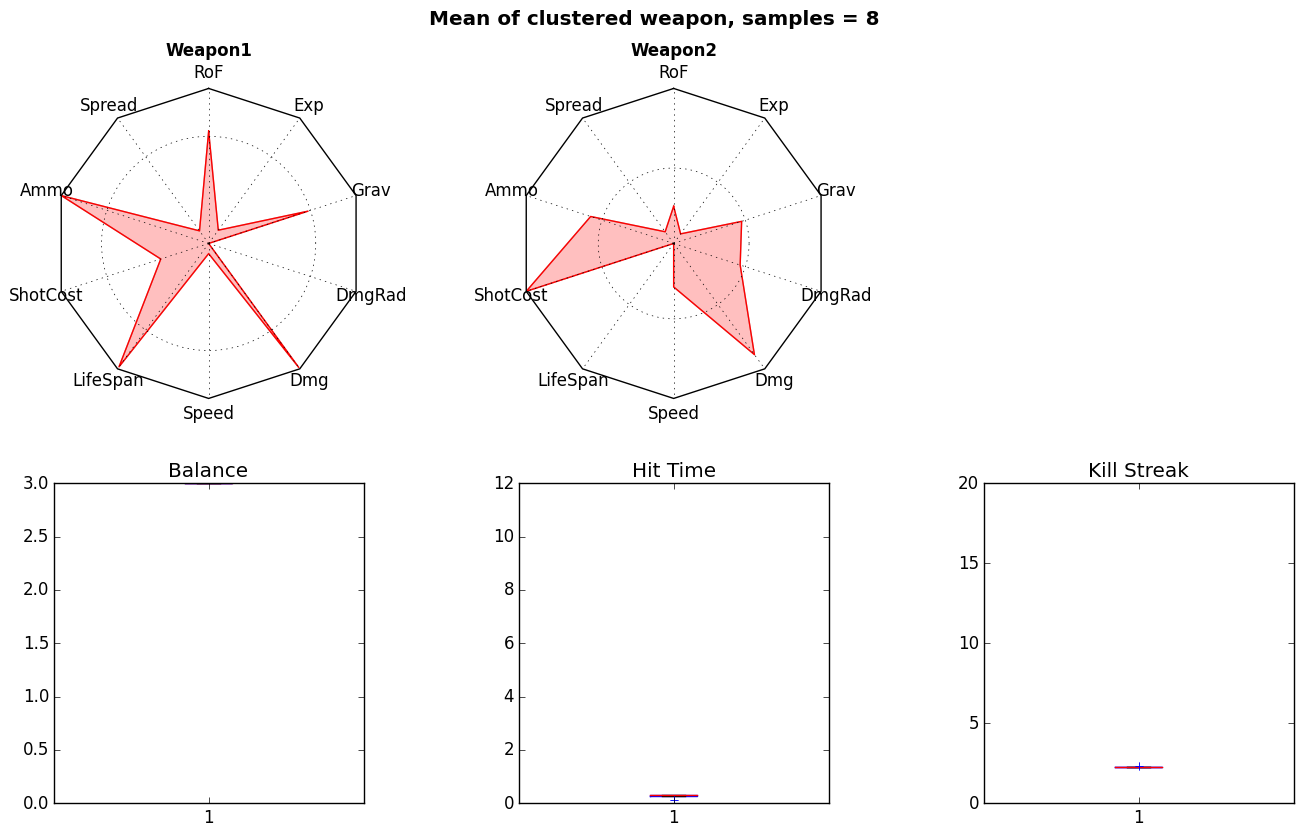 Mean of clustered weapon, samples = 8
Weapon1
RoF
Spread
Exp
Ammo
Grav
ShotCost
DmgRad
LifeSpan
Dmg
Speed
Weapon2
RoF
Spread
Exp
Ammo
Grav
ShotCost
DmgRad
LifeSpan
Dmg
Speed
Balance
3.0
2.5
2.0
1.5
1.0
0.5
0.0
1
Hit Time
12
10
8
6
4
2
0
1
Kill Streak
20
15
10
5
0
1